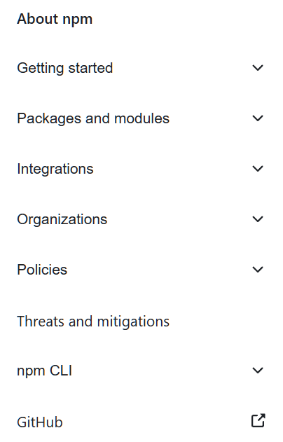 About npm
Getting started
Packages and modules
Integrations
Organizations
Policies
Threats and mitigations
npm CLI
GitHub